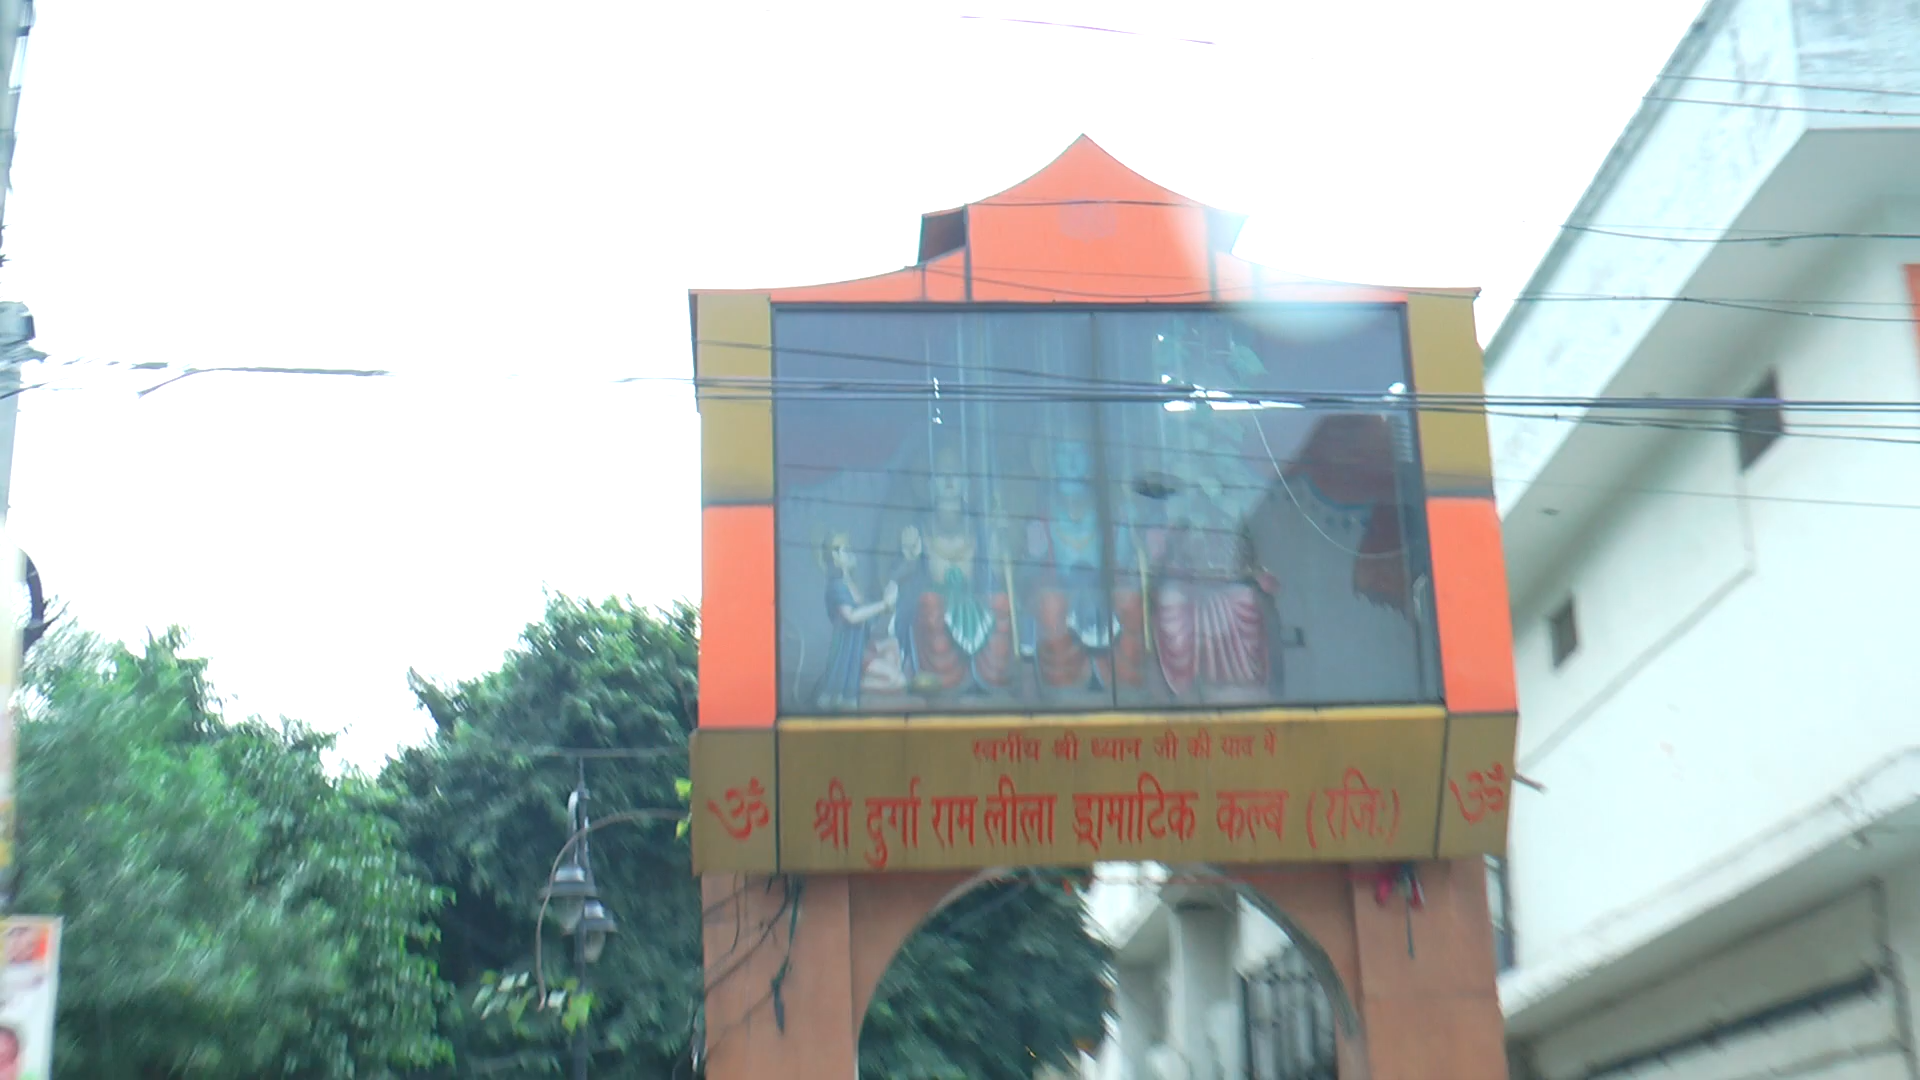 स्वर्गीय श्री ध्यान जी की याद में
ॐ श्री दुर्गा राम लीला ड्रामाटिक कल्ब (रजि:) ॐ